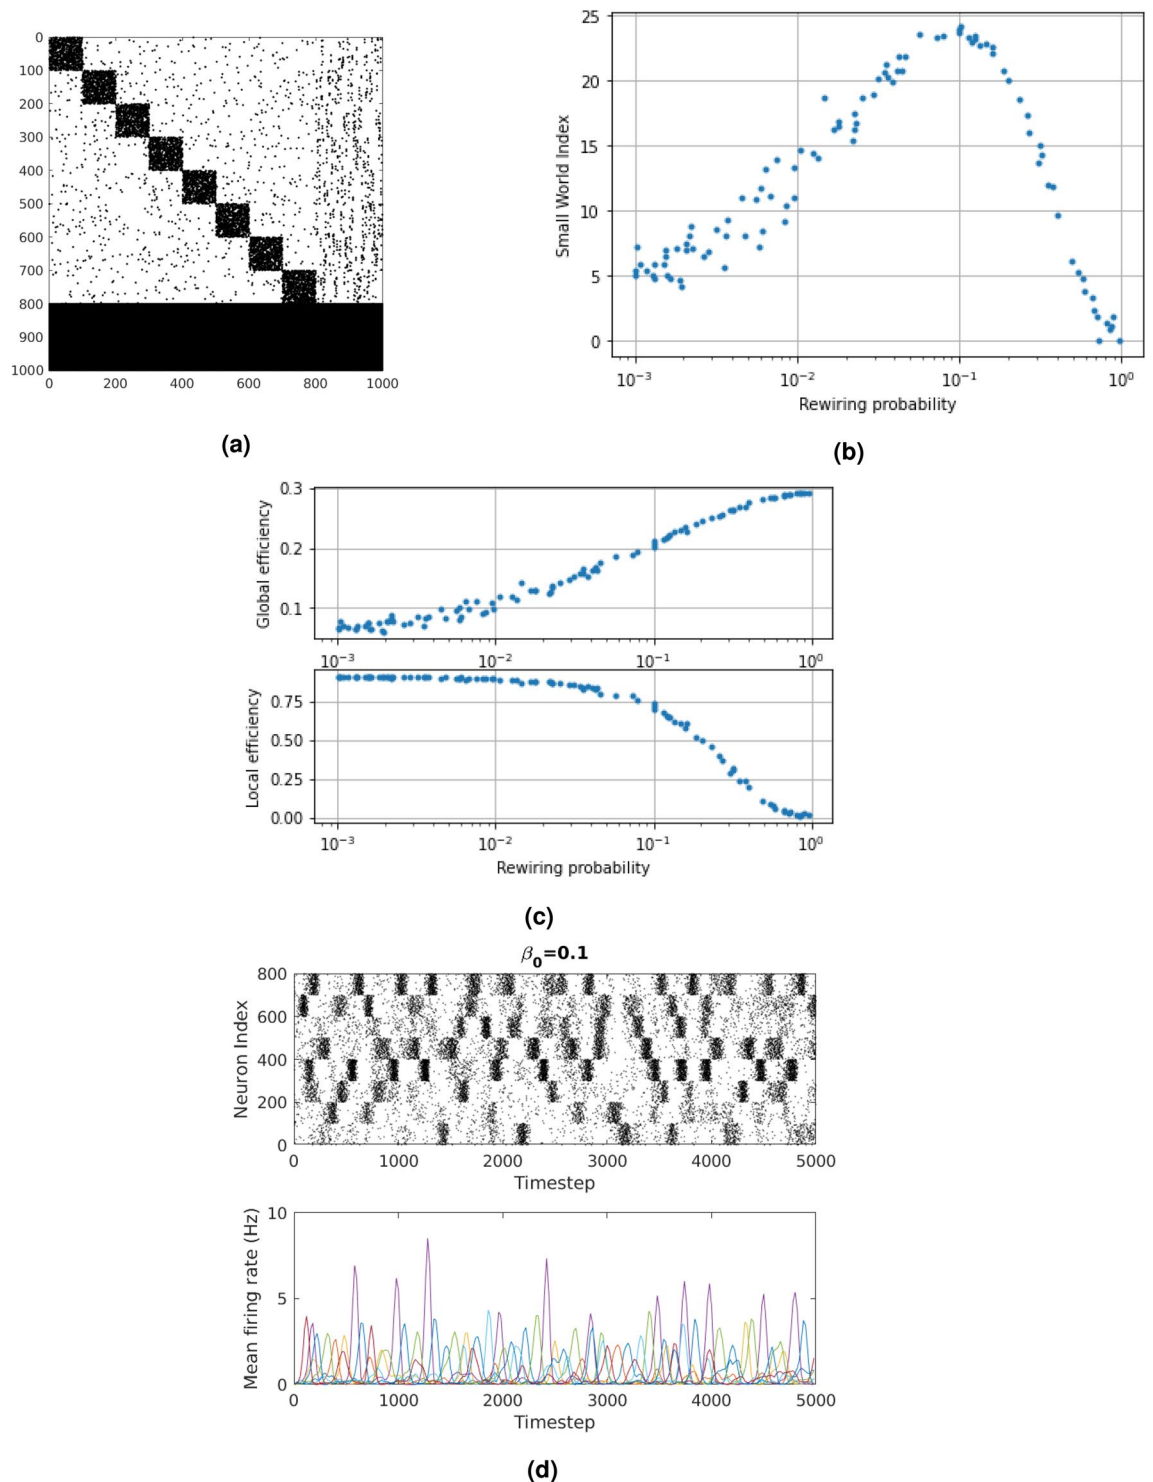 0
100
200
300
400
500
600
700
800
900
1000
0 200 400 600 800 1000
(a)
25
20
15
10
5
0
Small World Index
10⁻³ 10⁻² 10⁻¹ 10⁰
Rewiring probability
(b)
0.3
0.2
0.1
Global efficiency
10⁻³ 10⁻² 10⁻¹ 10⁰
0.75
0.50
0.25
0.00
Local efficiency
10⁻³ 10⁻² 10⁻¹ 10⁰
Rewiring probability
(c)
β₀=0.1
800
600
400
200
0
Neuron Index
0 1000 2000 3000 4000 5000
Timestep
10
5
0
Mean firing rate (Hz)
0 1000 2000 3000 4000 5000
Timestep
(d)